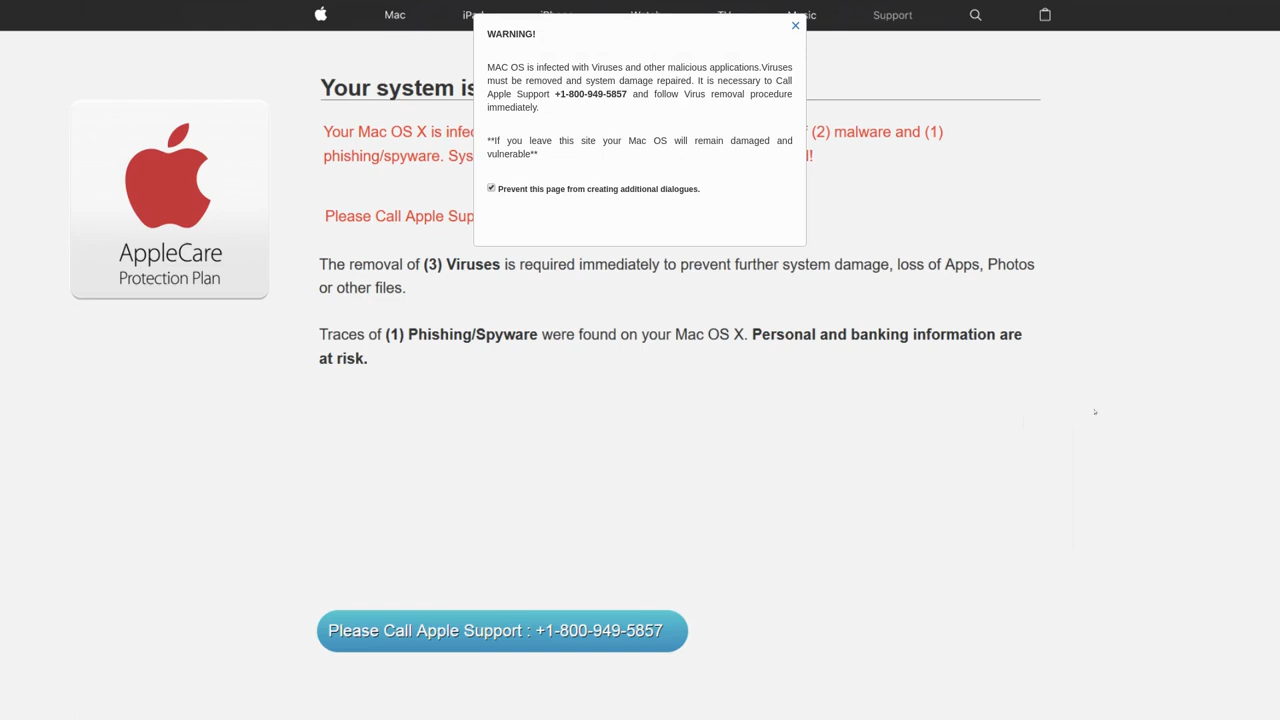 Mac
Music
Support
WARNING!
MAC OS is infected with Viruses and other malicious applications.Viruses
must be removed and system damage repaired. It is necessary to Call
Apple Support +1-800-949-5857 and follow Virus removal procedure
immediately.
**If you leave this site your Mac OS will remain damaged and
vulnerable**
Prevent this page from creating additional dialogues.
Your system is
Your Mac OS X is (2) malware and (1)
phishing/spyware.
Please Call Apple
AppleCare
Protection Plan
The removal of (3) Viruses is required immediately to prevent further system damage, loss of Apps, Photos
or other files.
Traces of (1) Phishing/Spyware were found on your Mac OS X. Personal and banking information are
at risk.
Please Call Apple Support : +1-800-949-5857